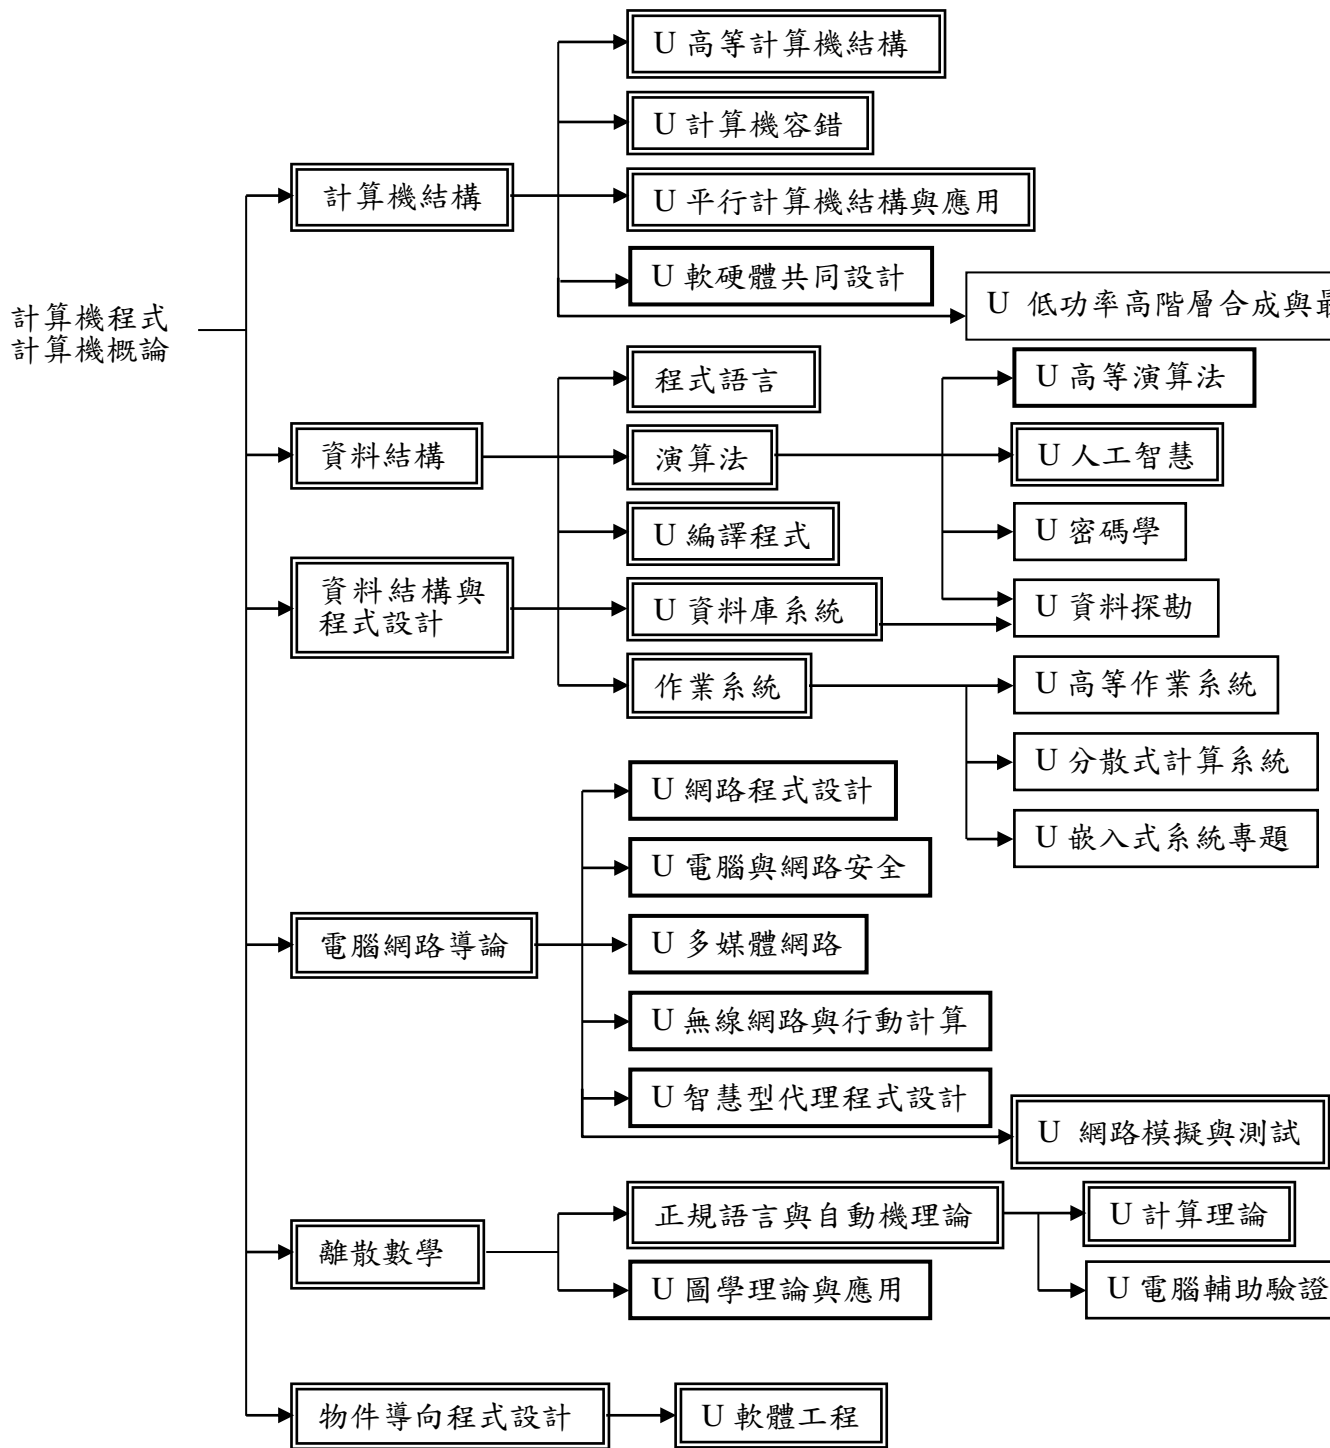 U 高等計算機結構
U 計算機容錯
計算機結構
U 平行計算機結構與應用
U 軟硬體共同設計
U 低功率高階層合成與最
計算機程式
計算機概論
程式語言
U 高等演算法
資料結構
演算法
U 人工智慧
U 編譯程式
U 密碼學
資料結構與
程式設計
U 資料庫系統
U 資料探勘
作業系統
U 高等作業系統
U 分散式計算系統
U 網路程式設計
U 嵌入式系統專題
U 電腦與網路安全
電腦網路導論
U 多媒體網路
U 無線網路與行動計算
U 智慧型代理程式設計
U 網路模擬與測試
正規語言與自動機理論
U 計算理論
離散數學
U 圖學理論與應用
U 電腦輔助驗證
物件導向程式設計
U 軟體工程